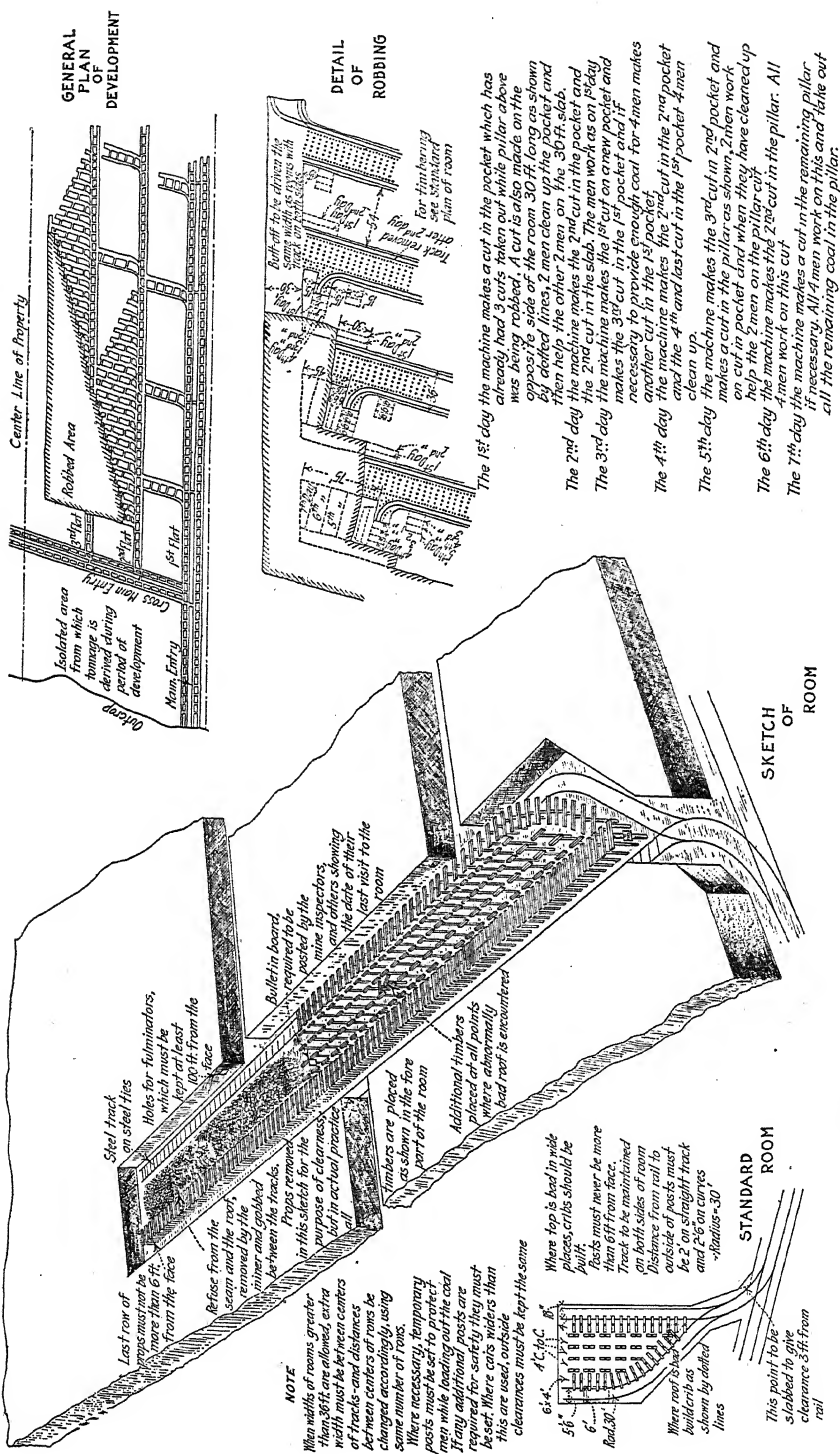 GENERAL
PLAN
OF
DEVELOPMENT
Center Line of Property
Robbed Area
3rd Flat
2nd Flat
1st Flat
Cross Main Entry
Isolated area
from which
tonnage is
derived during
period of
development
Main Entry
Outcrop
DETAIL
OF
ROBBING
Butt-off to be driven the
same width as rooms with
track on both sides
1st day
2nd "
Track removed
after 2nd day
For timbering
see standard
plan of room
The 1st day the machine makes a cut in the pocket which has
already had 3 cuts taken out while pillar above
was being robbed. A cut is also made on the
opposite side of the room 30 ft. long as shown
by dotted lines, 2 men clean up the pocket and
then help the other 2 men on the 30 ft. slab.
The 2nd day the machine makes the 2nd cut in the pocket and
the 2nd cut in the slab. The men work as on 1st day
The 3rd day the machine makes the 1st cut on a new pocket and
makes the 3rd cut in the 1st pocket and if
necessary to provide enough coal for 4 men makes
another cut in the 1st pocket
The 4th day the machine makes the 2nd cut in the 2nd pocket
and the 4th and last cut in the 1st pocket 4 men
clean up.
The 5th day the machine makes the 3rd cut in 2nd pocket and
makes a cut in the pillar as shown, 2 men work
on cut in pocket and when they have cleaned up
help the 2 men on the pillar cut
The 6th day the machine makes the 2nd cut in the pillar. All
4 men work on this cut
The 7th day the machine makes a cut in the remaining pillar
if necessary. All 4 men work on this and take out
all the remaining coal in the pillar.
Steel track
on steel ties
Holes for fulminators,
which must be
kept at least
100 ft from the
face
Bulletin board,
required to be
posted by the
mine inspectors,
and others showing
the date of their
last visit to the
room
Last row of
props must not be
more than 6 ft.
from the face
Refuse from the
seam and the roof,
removed by the
miner and gobbed
between the tracks.
Props removed
in this sketch for the
purpose of clearness,
but in actual practice
all
timbers are placed
as shown in the fore
part of the room
Additional timbers
placed at all points
where abnormally
bad roof is encountered
SKETCH
OF
ROOM
NOTE
When widths of rooms greater
than 36 ft. are allowed, extra
width must be between centers
of tracks and distances
between centers of roms be
changed accordingly, using
same number of rows.
Where necessary, temporary
posts must be set to protect
men while loading out the coal
If any additional posts are
required for safety they must
be set. Where cars widers than
this are used, outside
clearances must be kept the same
Where top is bad in wide
places, cribs should be
built.
Posts must never be more
than 6 ft from face.
Track to be maintained
on both sides of room
Distance from rail to
outside of posts must
be 2' on straight track
and 2'6" on curves
Radius=30'
6'4"
4' C. to C.
10"
5'6"
6'
Rad.30'
Where roof is bad
build crib as
shown by dotted
lines
This point to be
slabbed to give
clearance 3 ft. from
rail
STANDARD
ROOM